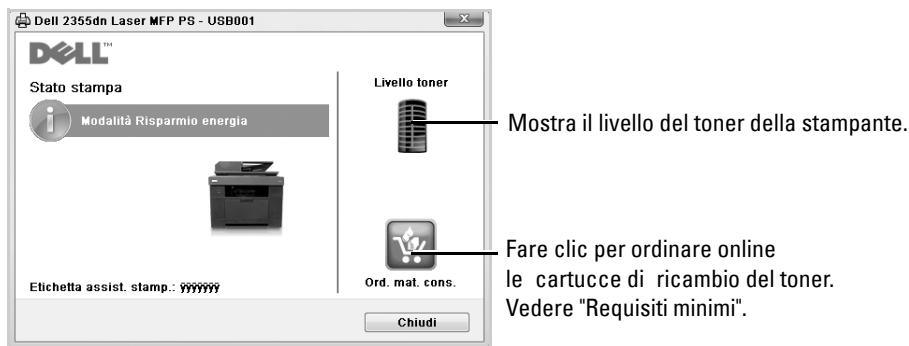 Dell 2355dn Laser MFP PS - USB001
DELL™
Stato stampa
Modalità Risparmio energia
Livello toner
Mostra il livello del toner della stampante.
Fare clic per ordinare online
le cartucce di ricambio del toner.
Vedere "Requisiti minimi".
Ord. mat. cons.
Etichetta assist. stamp.: ÿÿÿÿÿÿÿ
Chiudi